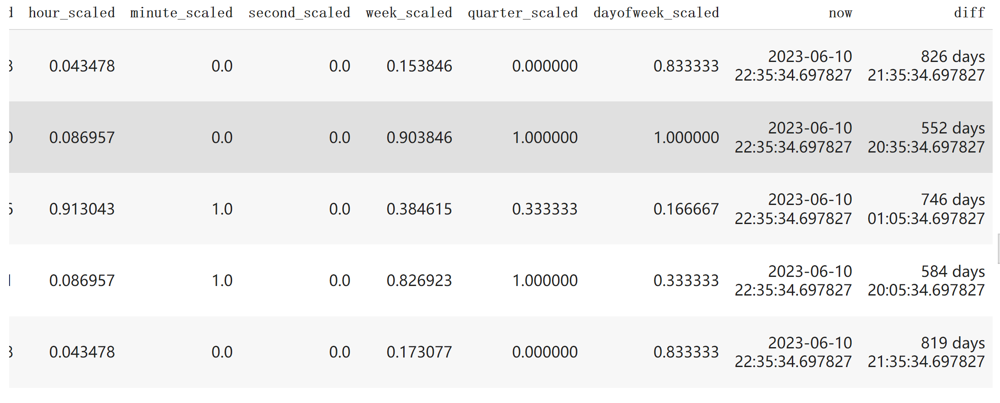 hour_scaled minute_scaled second_scaled week_scaled quarter_scaled dayofweek_scaled now diff
0.043478 0.0 0.0 0.153846 0.000000 0.833333 2023-06-10 22:35:34.697827 826 days 21:35:34.697827
0.086957 0.0 0.0 0.903846 1.000000 1.000000 2023-06-10 22:35:34.697827 552 days 20:35:34.697827
0.913043 1.0 0.0 0.384615 0.333333 0.166667 2023-06-10 22:35:34.697827 746 days 01:05:34.697827
0.086957 1.0 0.0 0.826923 1.000000 0.333333 2023-06-10 22:35:34.697827 584 days 20:05:34.697827
0.043478 0.0 0.0 0.173077 0.000000 0.833333 2023-06-10 22:35:34.697827 819 days 21:35:34.697827